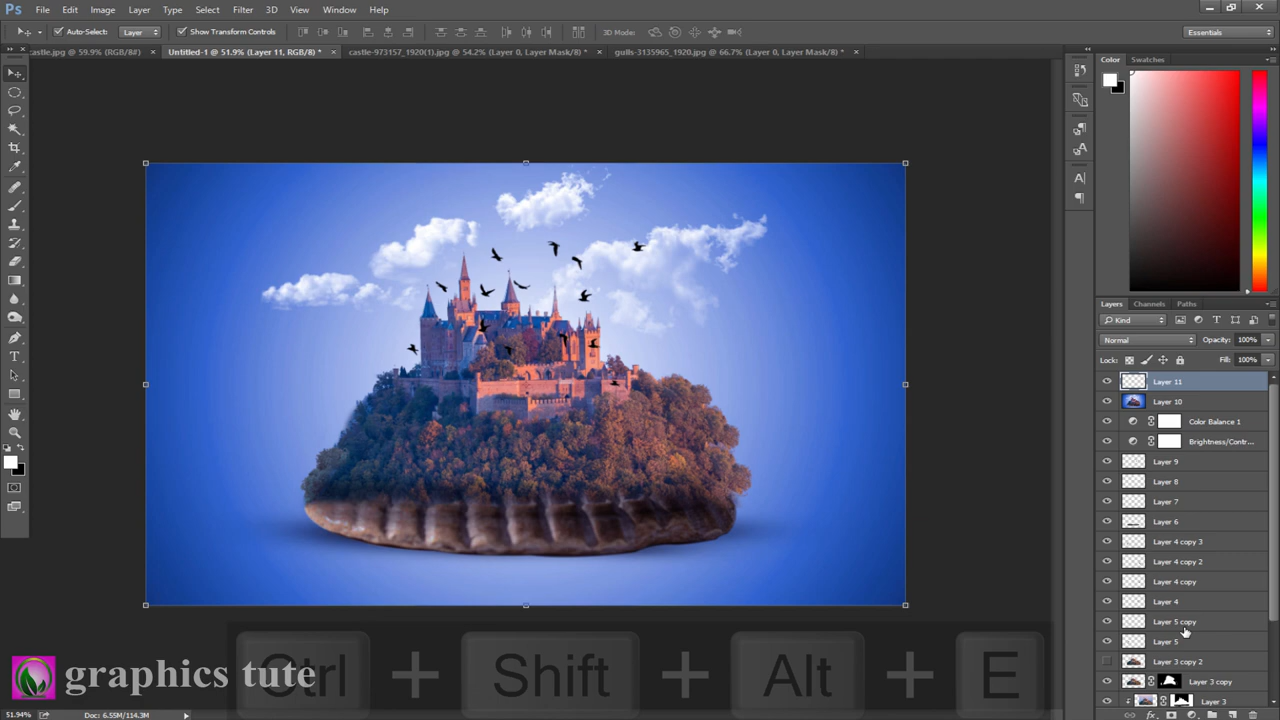 Ps File Edit Image Layer Type Select Filter 3D View Window Help
Auto-Select: Layer Show Transform Controls 3D Mode: Essentials
castle.jpg @ 59.9% (RGB/8#) × Untitled-1 @ 51.9% (Layer 11, RGB/8) * × castle-973157_1920(1).jpg @ 54.2% (Layer 0, Layer Mask/8) * × gulls-3135965_1920.jpg @ 66.7% (Layer 0, Layer Mask/8) * ×
Color Swatches
Layers Channels Paths
Kind
Normal Opacity: 100%
Lock: Fill: 100%
Layer 11
Layer 10
Color Balance 1
Brightness/Contr...
Layer 9
Layer 8
Layer 7
Layer 6
Layer 4 copy 3
Layer 4 copy 2
Layer 4 copy
Layer 4
Layer 5 copy
Layer 5
Layer 3 copy 2
Layer 3 copy
Layer 3
Ctrl + Shift + Alt + E
graphics tute
51.94% Doc: 6.55M/114.3M